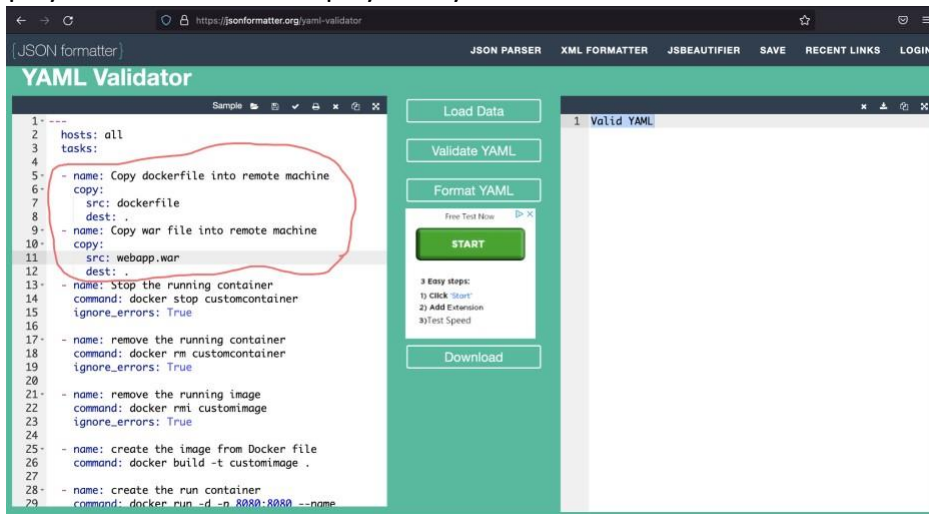 https://jsonformatter.org/yaml-validator
{JSON formatter}
JSON PARSER XML FORMATTER JSBEAUTIFIER SAVE RECENT LINKS LOGIN
YAML Validator
Sample
1 ---
2 hosts: all
3 tasks:
4
5 - name: Copy dockerfile into remote machine
6 copy:
7 src: dockerfile
8 dest: .
9 - name: Copy war file into remote machine
10 copy:
11 src: webapp.war
12 dest: .
13 - name: Stop the running container
14 command: docker stop customcontainer
15 ignore_errors: True
16
17 - name: remove the running container
18 command: docker rm customcontainer
19 ignore_errors: True
20
21 - name: remove the running image
22 command: docker rmi customimage
23 ignore_errors: True
24
25 - name: create the image from Docker file
26 command: docker build -t customimage .
27
28 - name: create the run container
29 command: docker run -d -p 8080:8080 --name
Load Data
Validate YAML
Format YAML
Free Test Now
START
3 Easy steps:
1) Click 'Start'
2) Add Extension
3)Test Speed
Download
1 Valid YAML